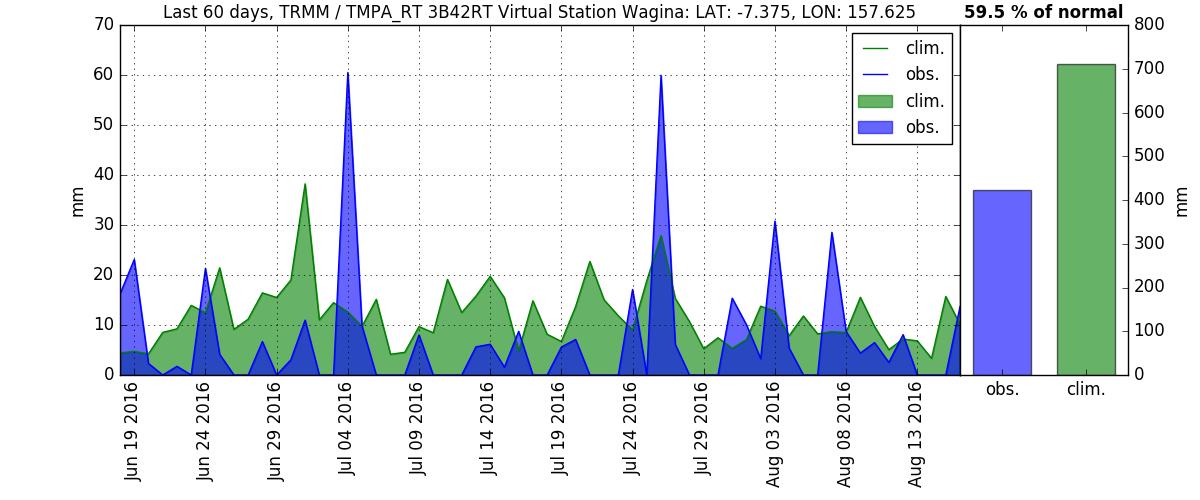 Last 60 days, TRMM / TMPA_RT 3B42RT Virtual Station Wagina: LAT: -7.375, LON: 157.625
59.5 % of normal
70
60
50
40
30
20
10
0
mm
clim.
obs.
clim.
obs.
800
700
600
500
400
300
200
100
0
mm
Jun 19 2016
Jun 24 2016
Jun 29 2016
Jul 04 2016
Jul 09 2016
Jul 14 2016
Jul 19 2016
Jul 24 2016
Jul 29 2016
Aug 03 2016
Aug 08 2016
Aug 13 2016
obs.
clim.